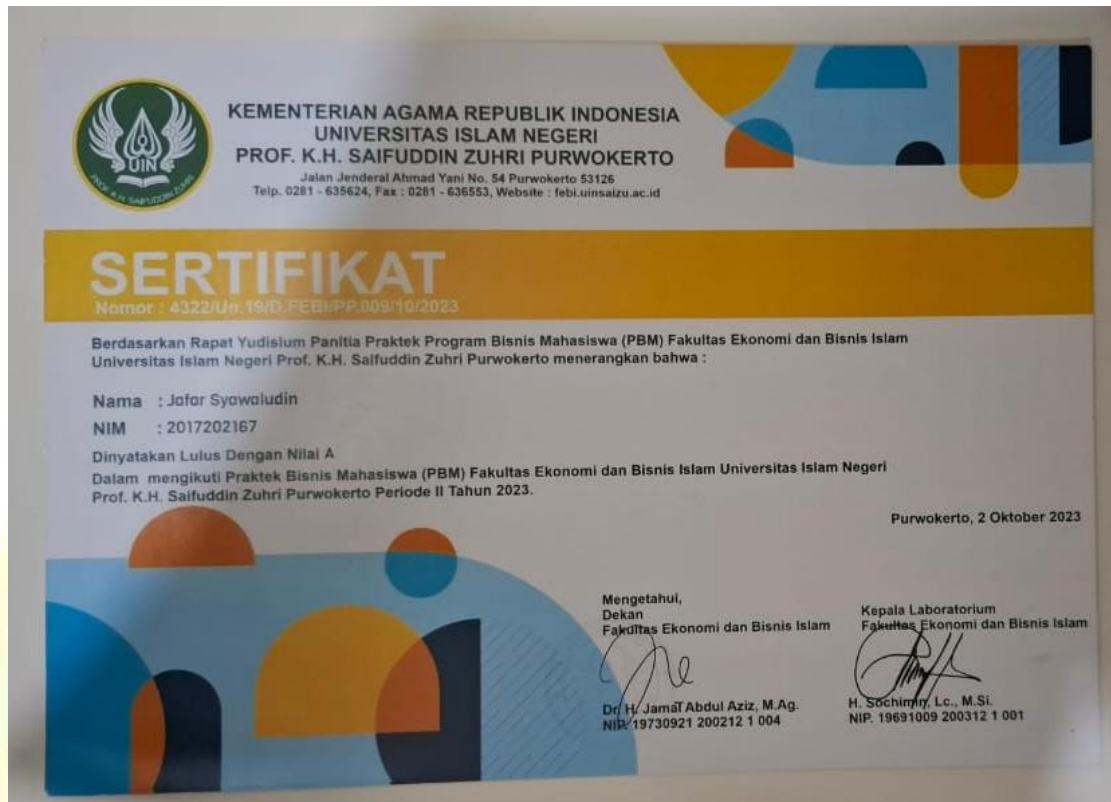 KEMENTERIAN AGAMA REPUBLIK INDONESIA
UNIVERSITAS ISLAM NEGERI
PROF. K.H. SAIFUDDIN ZUHRI PURWOKERTO
Jalan Jenderal Ahmad Yani No. 54 Purwokerto 53126
Telp. 0281 - 635624, Fax : 0281 - 636553, Website : febi.uinsaizu.ac.id
UIN
PROF. K.H. SAIFUDDIN ZUHRI
SERTIFIKAT
Nomor : 4322/Un.19/D.FEBI/PP.009/10/2023
Berdasarkan Rapat Yudisium Panitia Praktek Program Bisnis Mahasiswa (PBM) Fakultas Ekonomi dan Bisnis Islam
Universitas Islam Negeri Prof. K.H. Saifuddin Zuhri Purwokerto menerangkan bahwa :
Nama : Jafar Syawaludin
NIM : 2017202167
Dinyatakan Lulus Dengan Nilai A
Dalam mengikuti Praktek Bisnis Mahasiswa (PBM) Fakultas Ekonomi dan Bisnis Islam Universitas Islam Negeri
Prof. K.H. Saifuddin Zuhri Purwokerto Periode II Tahun 2023.
Purwokerto, 2 Oktober 2023
Mengetahui,
Dekan
Fakultas Ekonomi dan Bisnis Islam
Dr. H. Jamal Abdul Aziz, M.Ag.
NIP. 19730921 200212 1 004
Kepala Laboratorium
Fakultas Ekonomi dan Bisnis Islam
H. Sochimin, Lc., M.Si.
NIP. 19691009 200312 1 001